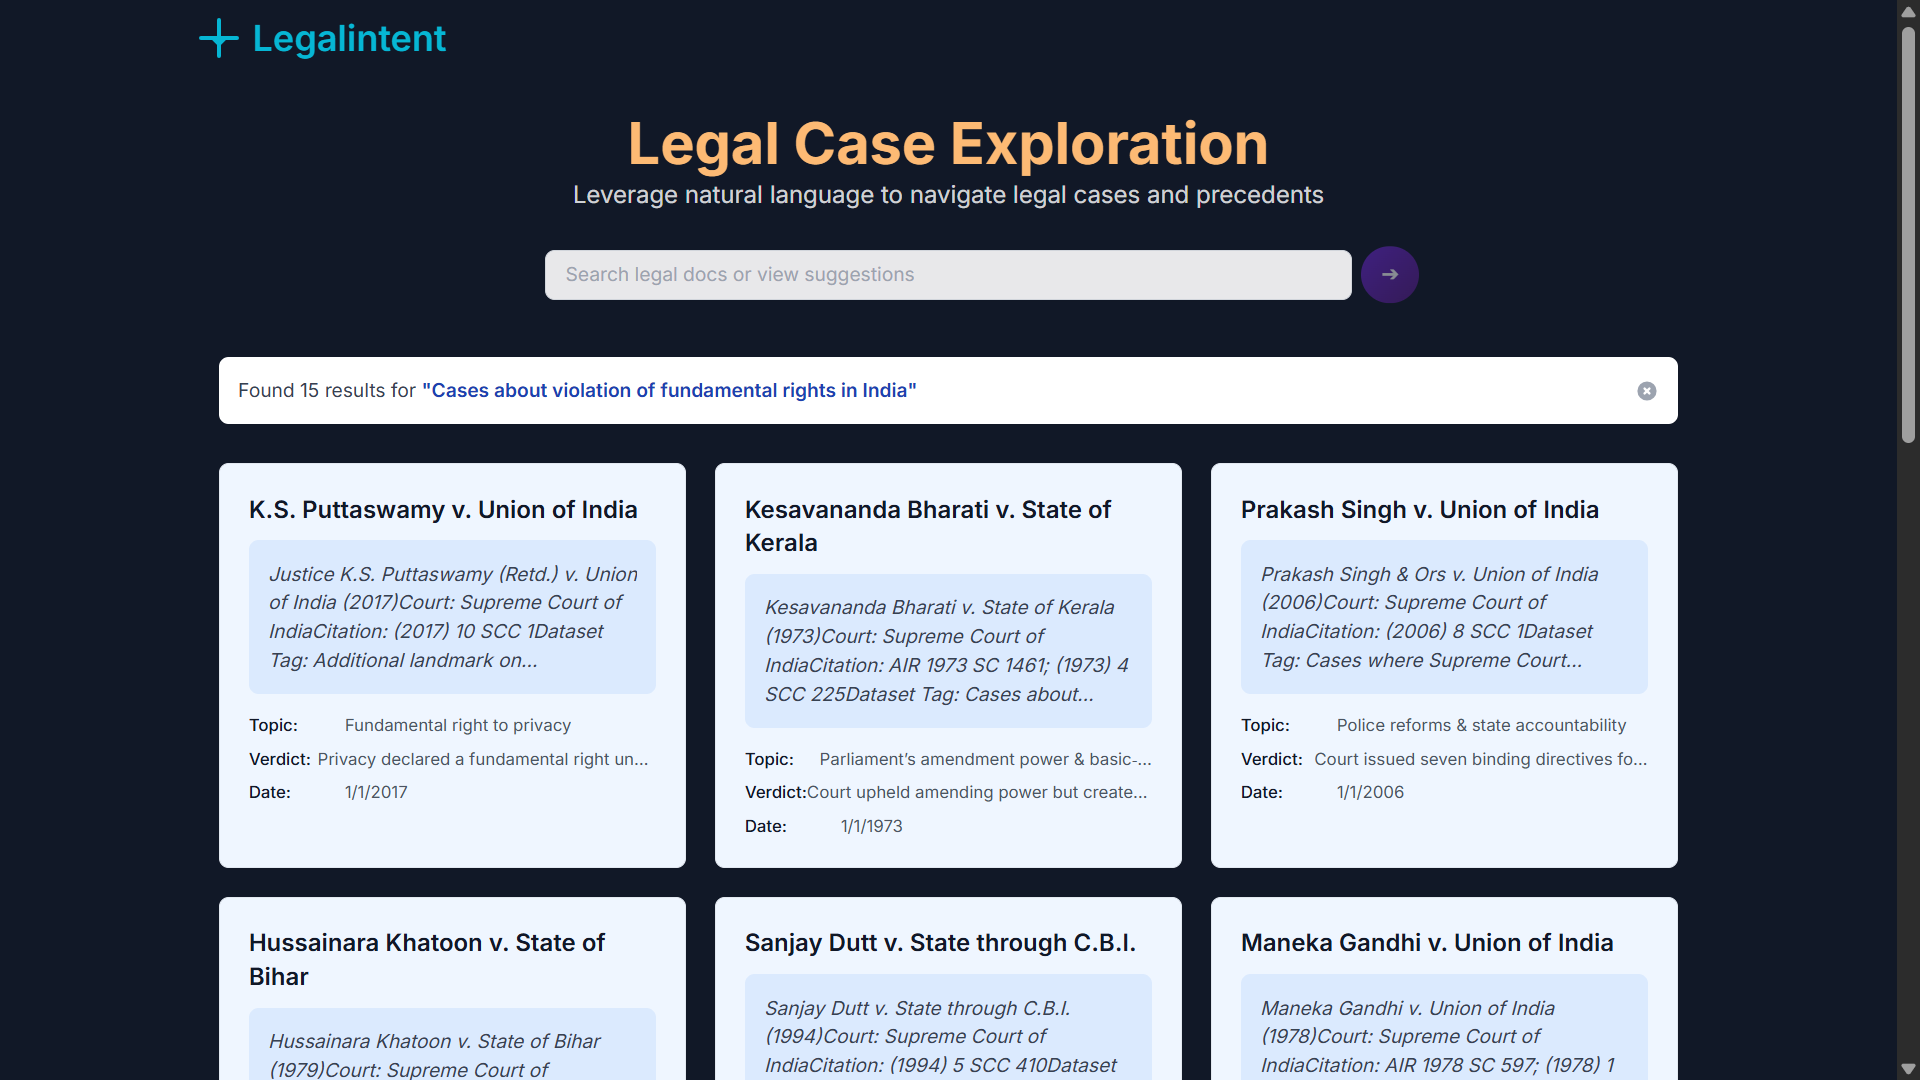 Legalintent
Legal Case Exploration
Leverage natural language to navigate legal cases and precedents
Search legal docs or view suggestions
Found 15 results for "Cases about violation of fundamental rights in India"
K.S. Puttaswamy v. Union of India
Justice K.S. Puttaswamy (Retd.) v. Union
of India (2017)Court: Supreme Court of
IndiaCitation: (2017) 10 SCC 1Dataset
Tag: Additional landmark on...
Topic: Fundamental right to privacy
Verdict: Privacy declared a fundamental right un...
Date: 1/1/2017
Kesavananda Bharati v. State of
Kerala
Kesavananda Bharati v. State of Kerala
(1973)Court: Supreme Court of
IndiaCitation: AIR 1973 SC 1461; (1973) 4
SCC 225Dataset Tag: Cases about...
Topic: Parliament’s amendment power & basic-...
Verdict:Court upheld amending power but create...
Date: 1/1/1973
Prakash Singh v. Union of India
Prakash Singh & Ors v. Union of India
(2006)Court: Supreme Court of
IndiaCitation: (2006) 8 SCC 1Dataset
Tag: Cases where Supreme Court...
Topic: Police reforms & state accountability
Verdict: Court issued seven binding directives fo...
Date: 1/1/2006
Hussainara Khatoon v. State of
Bihar
Hussainara Khatoon v. State of Bihar
(1979)Court: Supreme Court of
Sanjay Dutt v. State through C.B.I.
Sanjay Dutt v. State through C.B.I.
(1994)Court: Supreme Court of
IndiaCitation: (1994) 5 SCC 410Dataset
Maneka Gandhi v. Union of India
Maneka Gandhi v. Union of India
(1978)Court: Supreme Court of
IndiaCitation: AIR 1978 SC 597; (1978) 1